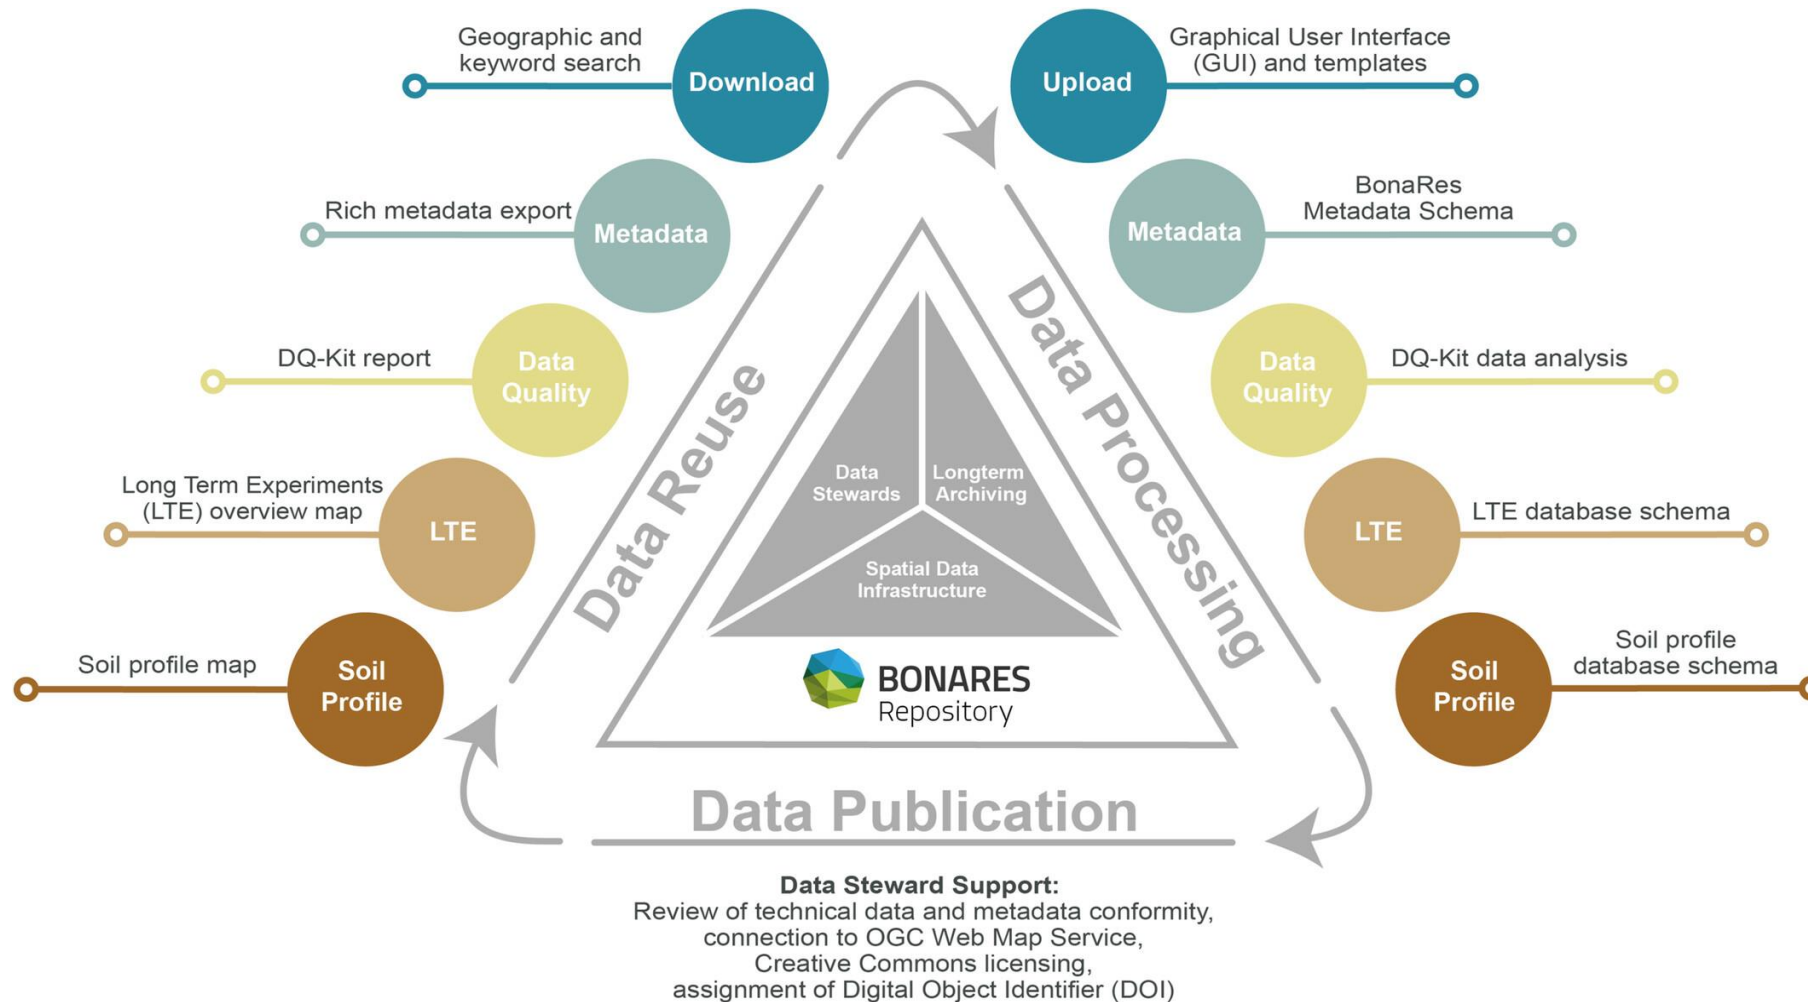 Geographic and
keyword search
Download
Rich metadata export
Metadata
DQ-Kit report
Data
Quality
Long Term Experiments
(LTE) overview map
LTE
Soil profile map
Soil
Profile
Graphical User Interface
(GUI) and templates
Upload
BonaRes
Metadata Schema
Metadata
DQ-Kit data analysis
Data
Quality
LTE database schema
LTE
Soil profile
database schema
Soil
Profile
Data Reuse
Data Processing
Data
Stewards
Longterm
Archiving
Spatial Data
Infrastructure
BONARES
Repository
Data Publication
Data Steward Support:
Review of technical data and metadata conformity,
connection to OGC Web Map Service,
Creative Commons licensing,
assignment of Digital Object Identifier (DOI)